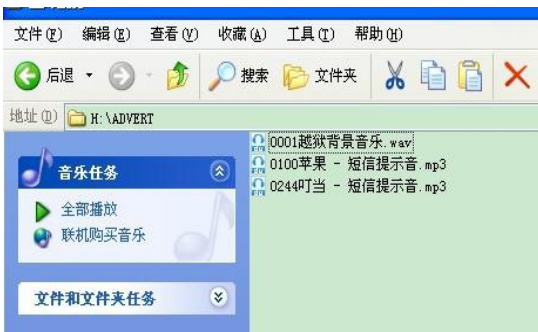 文件(F) 编辑(E) 查看(V) 收藏(A) 工具(T) 帮助(H)
后退 搜索 文件夹
地址(D) H:\ADVERT
0001越狱背景音乐.wav
0100苹果 - 短信提示音.mp3
0244叮当 - 短信提示音.mp3
音乐任务
全部播放
联机购买音乐
文件和文件夹任务